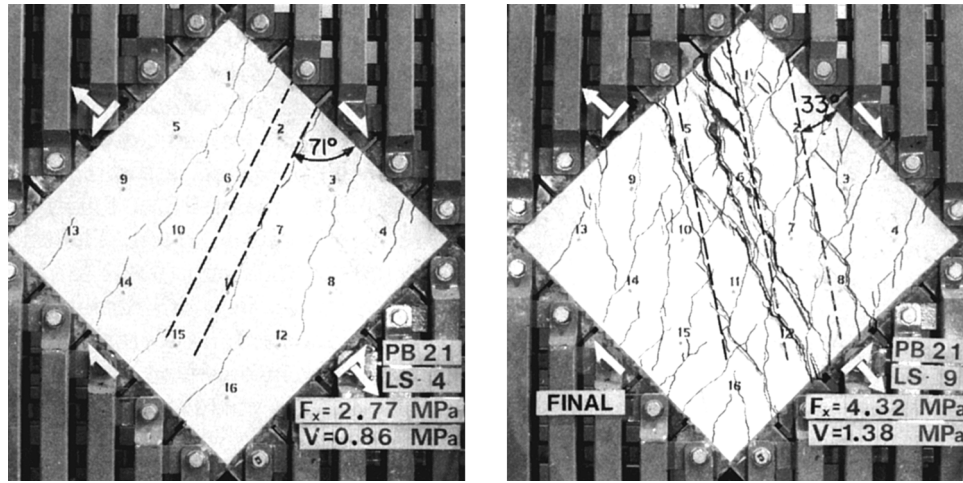 1
5 2
71°
9 6 3
13 10 7 4
14 11 8
15 12
16
PB 21
LS· 4
Fₓ= 2.77 MPa
V=0.86 MPa
1
33°
5 2
9 6 3
13 10 7 4
14 11 8
15
16
FINAL
PB 21
LS· 9
Fₓ= 4.32 MPa
V=1.38 MPa